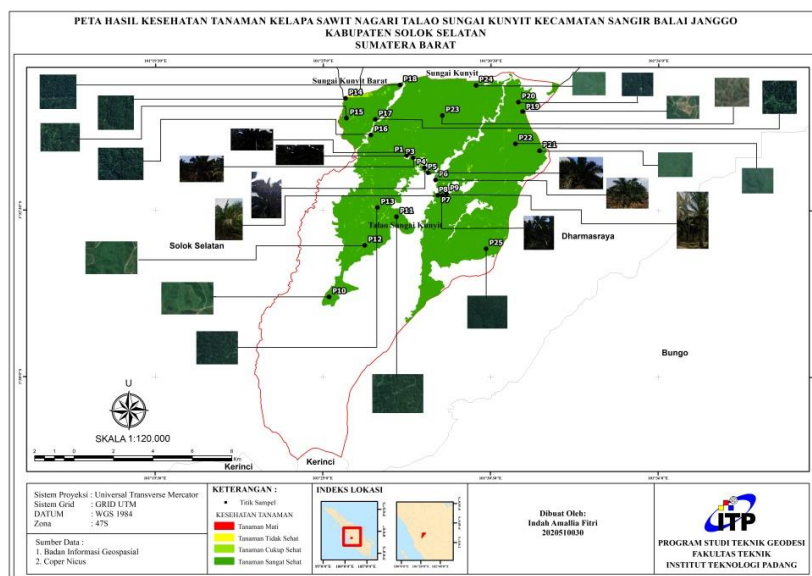 PETA HASIL KESEHATAN TANAMAN KELAPA SAWIT NAGARI TALAO SUNGAI KUNYIT KECAMATAN SANGIR BALAI JANGGO
KABUPATEN SOLOK SELATAN
SUMATERA BARAT
Sungai Kunyit Barat
Sungai Kunyit
P18
P24
P14
P20
P19
P15
P17
P23
P16
P22
P21
P1
P3
P4
P5
P6
P8
P9
P7
P13
P11
Talao Sungai Kunyit
Solok Selatan
P12
Dharmasraya
P25
P10
Bungo
U
SKALA 1:120.000
Kerinci
Kerinci
Sistem Proyeksi : Universal Transverse Mercator
Sistem Grid : GRID UTM
DATUM : WGS 1984
Zona : 47S
Sumber Data :
1. Badan Informasi Geospasial
2. Coper Nicus
KETERANGAN :
Titik Sampel
KESEHATAN TANAMAN
Tanaman Mati
Tanaman Tidak Sehat
Tanaman Cukup Sehat
Tanaman Sangat Sehat
INDEKS LOKASI
Dibuat Oleh:
Indah Amallia Fitri
2020510030
ITP
PROGRAM STUDI TEKNIK GEODESI
FAKULTAS TEKNIK
INSTITUT TEKNOLOGI PADANG